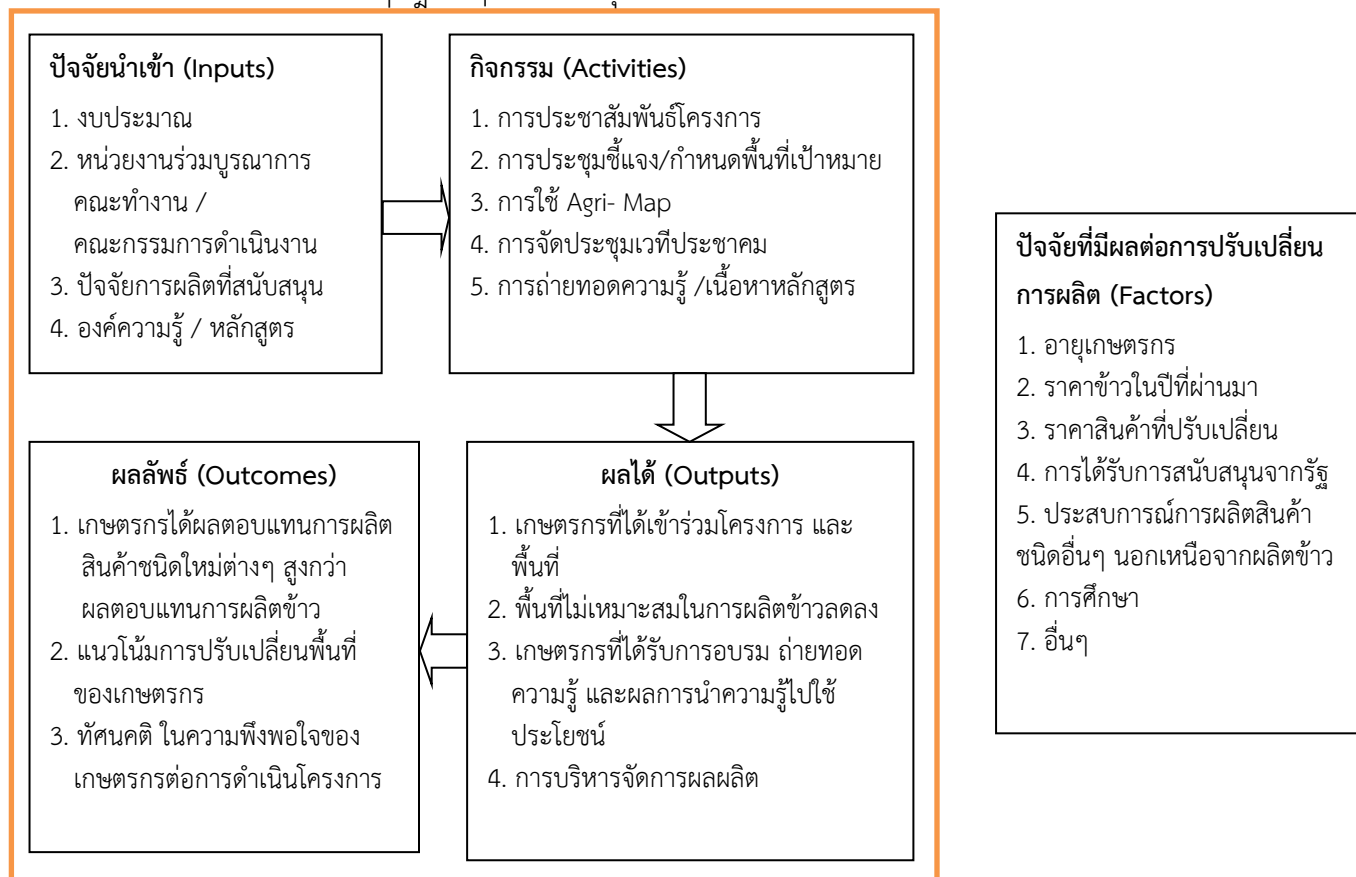 ปัจจัยนำเข้า (Inputs)
1. งบประมาณ
2. หน่วยงานร่วมบูรณาการ
คณะทำงาน /
คณะกรรมการดำเนินงาน
3. ปัจจัยการผลิตที่สนับสนุน
4. องค์ความรู้ / หลักสูตร
กิจกรรม (Activities)
1. การประชาสัมพันธ์โครงการ
2. การประชุมชี้แจง/กำหนดพื้นที่เป้าหมาย
3. การใช้ Agri- Map
4. การจัดประชุมเวทีประชาคม
5. การถ่ายทอดความรู้ /เนื้อหาหลักสูตร
ผลลัพธ์ (Outcomes)
1. เกษตรกรได้ผลตอบแทนการผลิต
สินค้าชนิดใหม่ต่างๆ สูงกว่า
ผลตอบแทนการผลิตข้าว
2. แนวโน้มการปรับเปลี่ยนพื้นที่
ของเกษตรกร
3. ทัศนคติ ในความพึงพอใจของ
เกษตรกรต่อการดำเนินโครงการ
ผลได้ (Outputs)
1. เกษตรกรที่ได้เข้าร่วมโครงการ และ
พื้นที่
2. พื้นที่ไม่เหมาะสมในการผลิตข้าวลดลง
3. เกษตรกรที่ได้รับการอบรม ถ่ายทอด
ความรู้ และผลการนำความรู้ไปใช้
ประโยชน์
4. การบริหารจัดการผลผลิต
ปัจจัยที่มีผลต่อการปรับเปลี่ยน
การผลิต (Factors)
1. อายุเกษตรกร
2. ราคาข้าวในปีที่ผ่านมา
3. ราคาสินค้าที่ปรับเปลี่ยน
4. การได้รับการสนับสนุนจากรัฐ
5. ประสบการณ์การผลิตสินค้า
ชนิดอื่นๆ นอกเหนือจากผลิตข้าว
6. การศึกษา
7. อื่นๆ